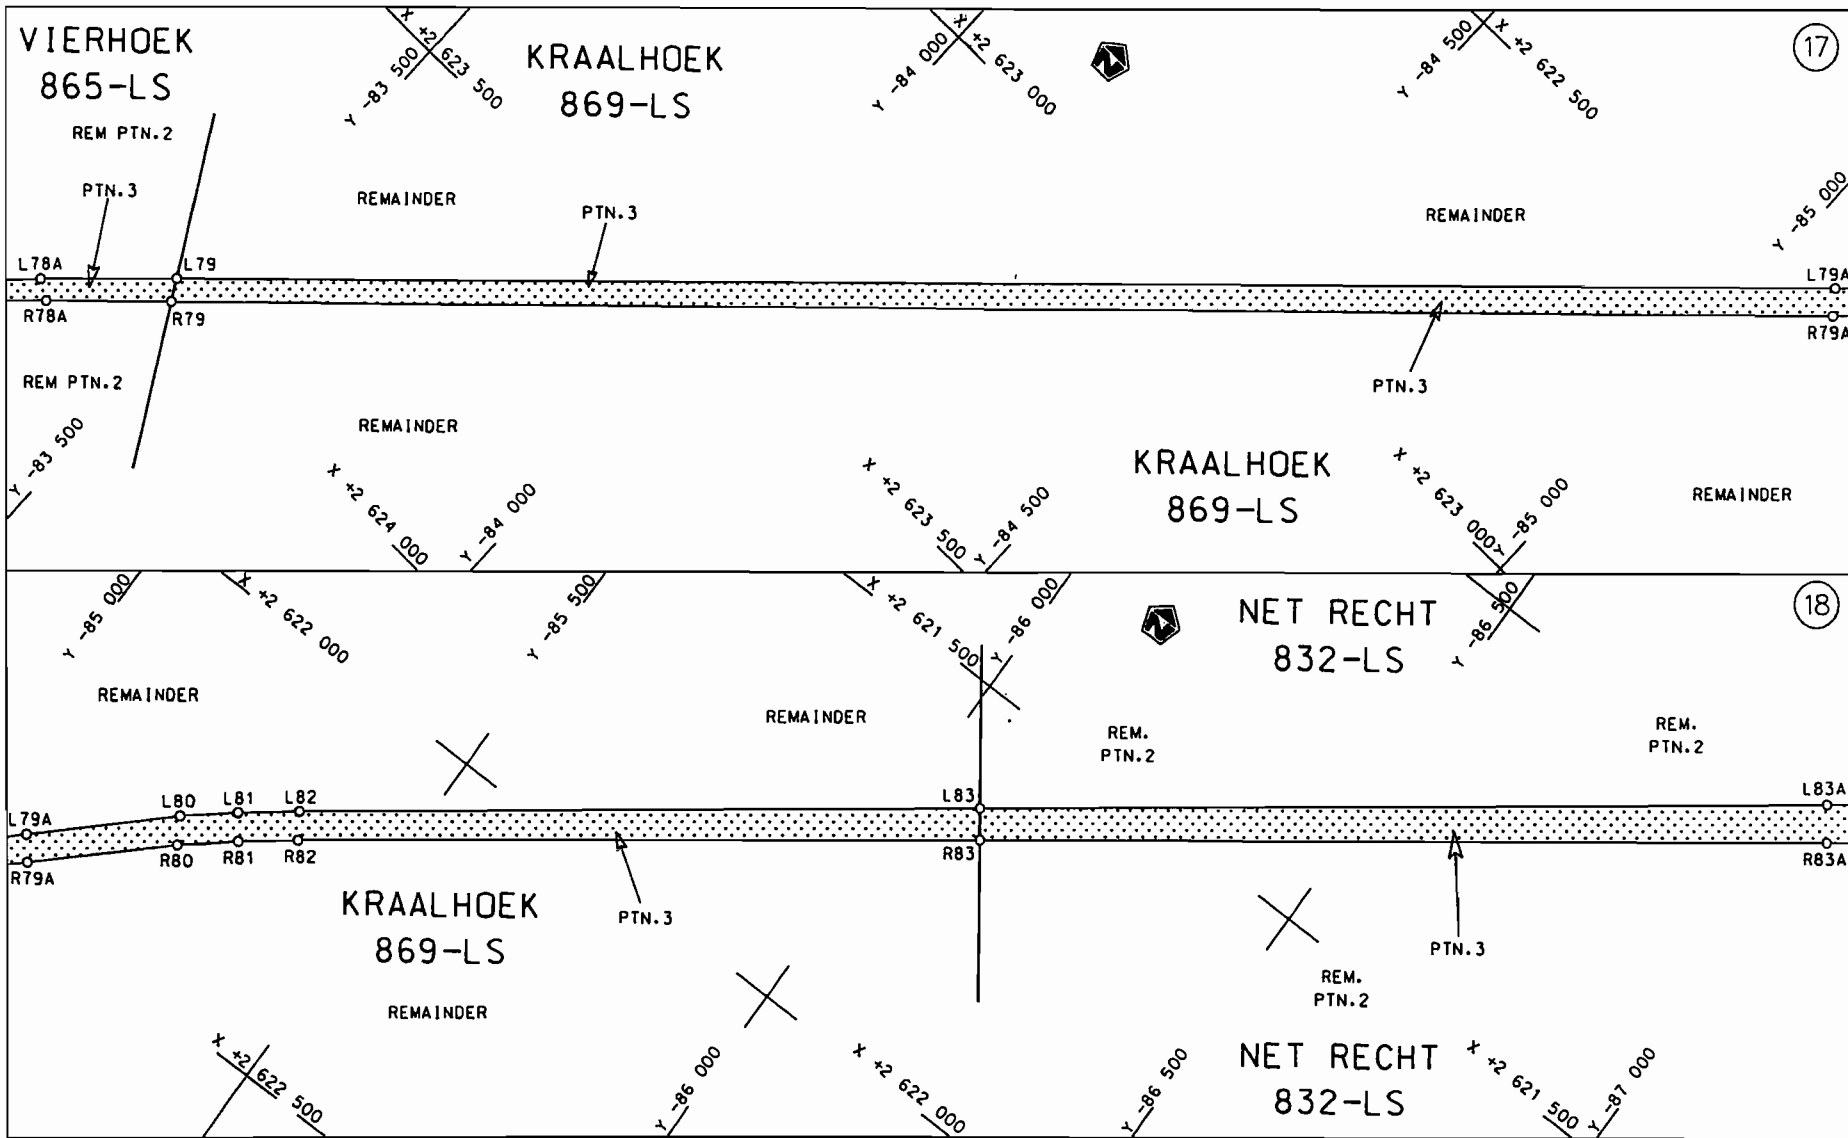 VIERHOEK
865-LS
REM PTN.2
PTN.3
X +2 623 500
Y -83 500
KRAALHOEK
869-LS
Y -84 000
X +2 623 000
N
Y -84 500
X +2 622 500
17
REMAINDER
PTN.3
REMAINDER
Y -85 000
L78A
L79
L79A
R78A
R79
R79A
REM PTN.2
PTN.3
REMAINDER
Y -83 500
X +2 624 000
Y -84 000
X +2 623 500
Y -84 500
KRAALHOEK
869-LS
X +2 623 000
Y -85 000
REMAINDER
Y -85 000
X +2 622 000
Y -85 500
X +2 621 500
Y -86 000
N
NET RECHT
832-LS
Y -86 500
18
REMAINDER
REMAINDER
REM.
PTN.2
REM.
PTN.2
L79A
L80
L81
L82
L83
L83A
R79A
R80
R81
R82
R83
R83A
KRAALHOEK
869-LS
PTN.3
PTN.3
REM.
PTN.2
REMAINDER
X +2 622 500
Y -86 000
X +2 622 000
Y -86 500
NET RECHT
832-LS
X +2 621 500
Y -87 000